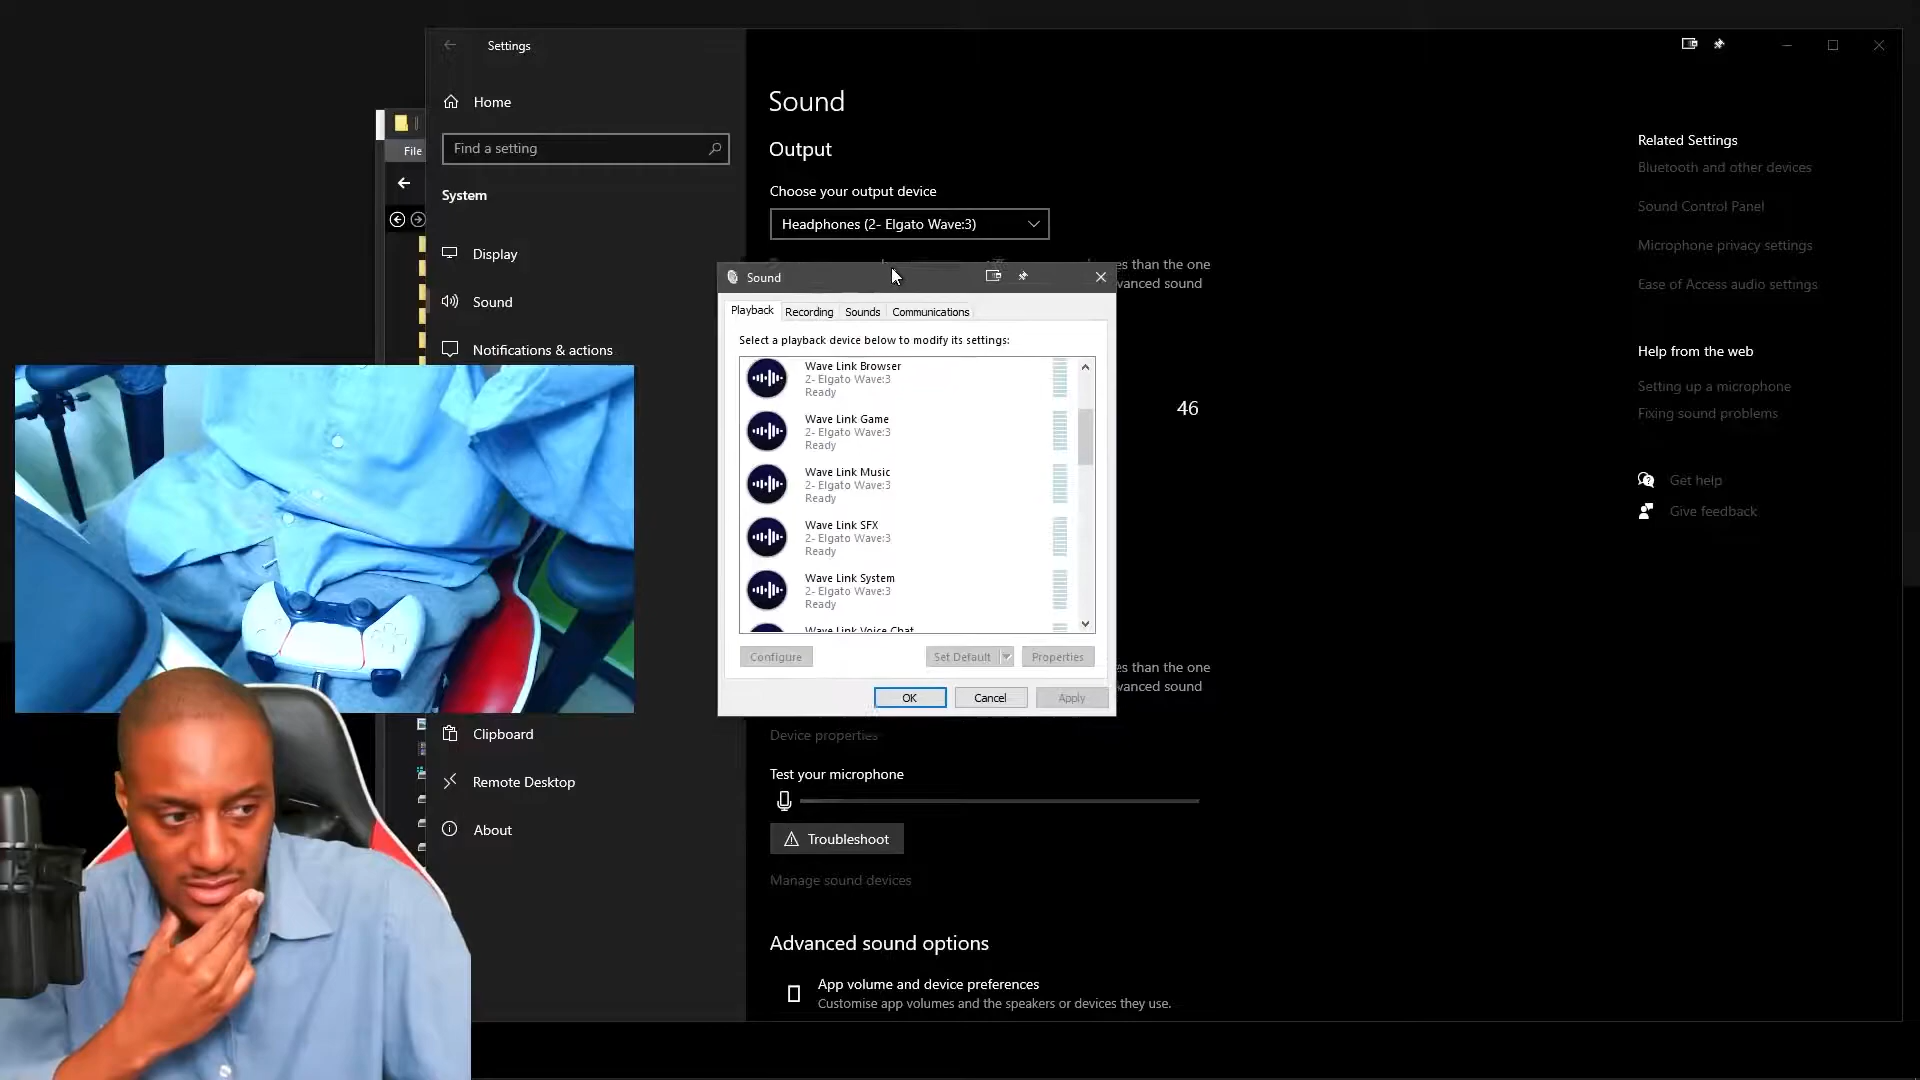 Settings
Home
Find a setting
System
Display
Sound
Notifications & actions
Clipboard
Remote Desktop
About
File
Sound
Output
Choose your output device
Headphones (2- Elgato Wave:3)
es than the one
vanced sound
46
Sound
Playback
Recording
Sounds
Communications
Select a playback device below to modify its settings:
Wave Link Browser
2- Elgato Wave:3
Ready
Wave Link Game
2- Elgato Wave:3
Ready
Wave Link Music
2- Elgato Wave:3
Ready
Wave Link SFX
2- Elgato Wave:3
Ready
Wave Link System
2- Elgato Wave:3
Ready
Wave Link Voice Chat
Configure
Set Default
Properties
OK
Cancel
Apply
es than the one
vanced sound
Device properties
Test your microphone
Troubleshoot
Manage sound devices
Advanced sound options
App volume and device preferences
Customise app volumes and the speakers or devices they use.
Related Settings
Bluetooth and other devices
Sound Control Panel
Microphone privacy settings
Ease of Access audio settings
Help from the web
Setting up a microphone
Fixing sound problems
Get help
Give feedback